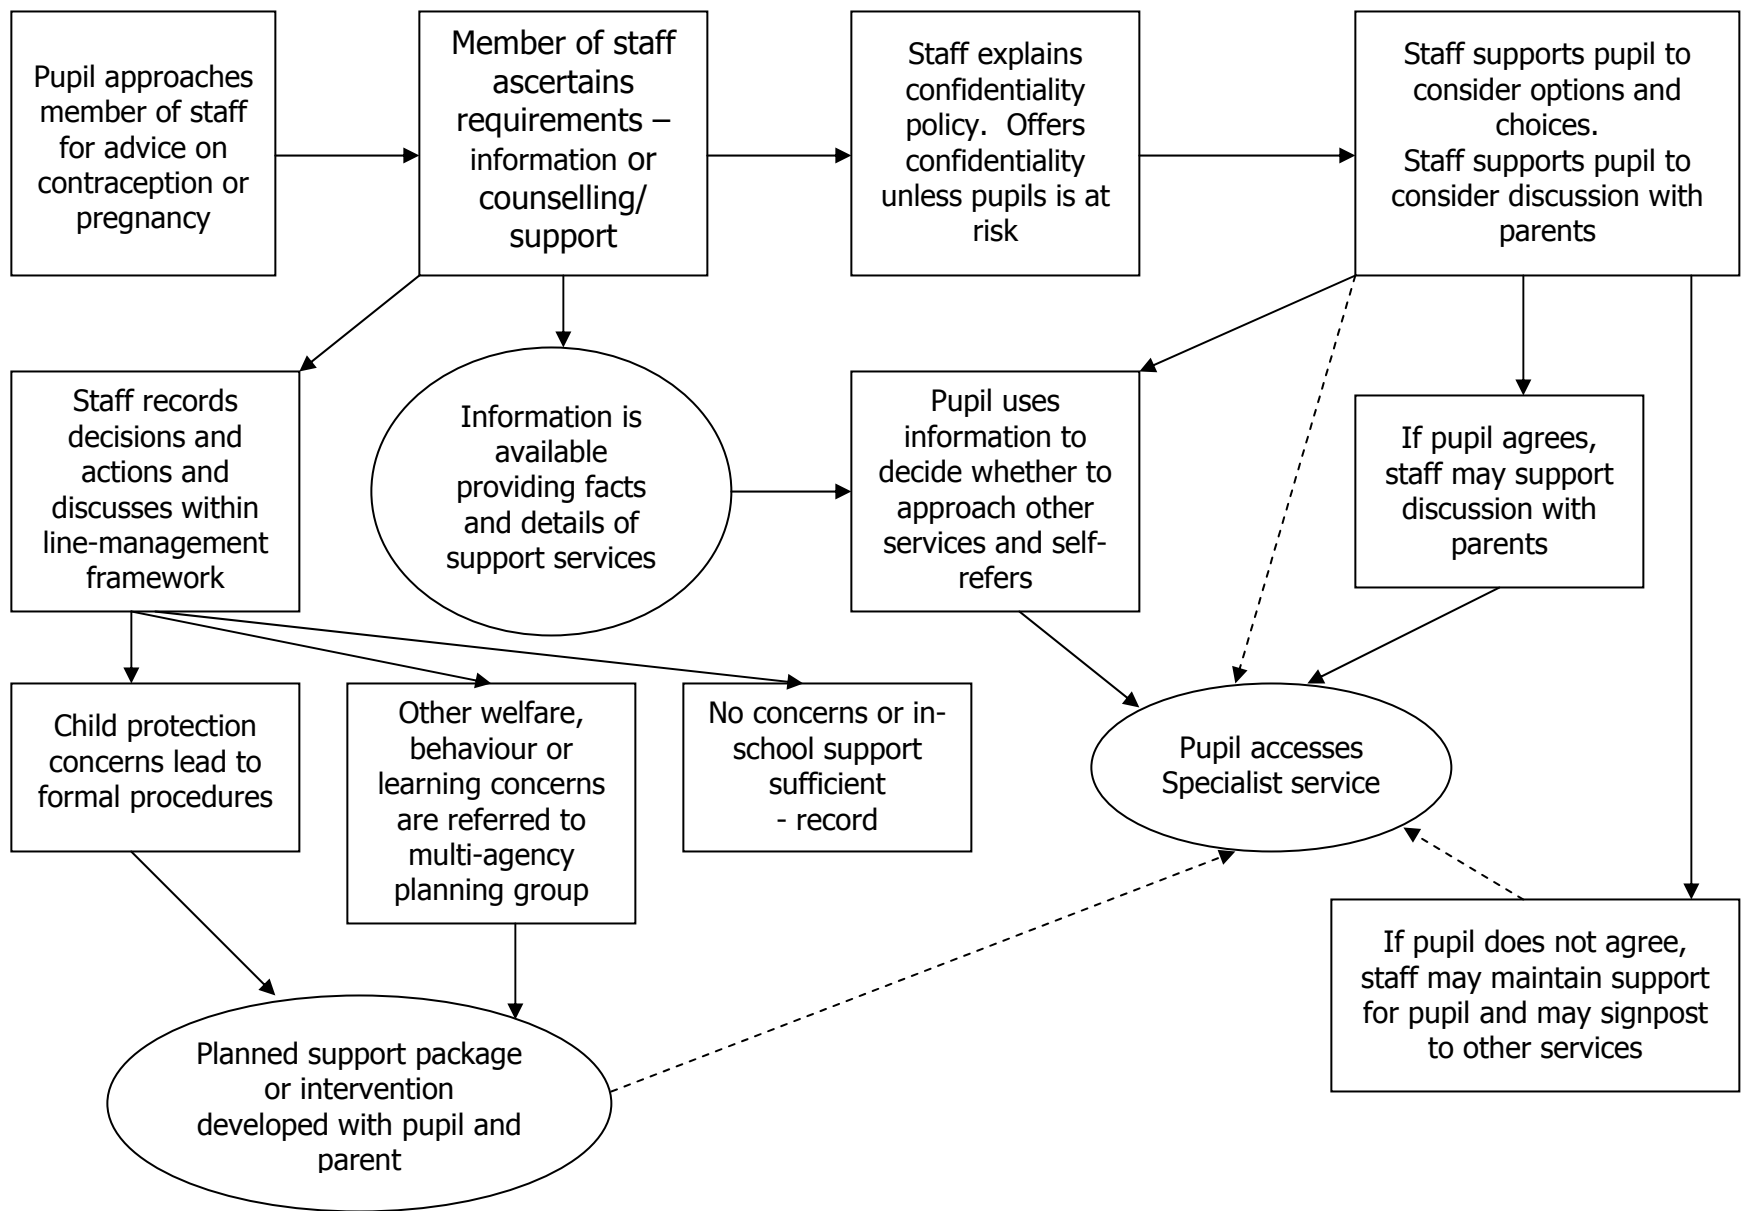 Pupil approaches
member of staff
for advice on
contraception or
pregnancy
Member of staff
ascertains
requirements –
information or
counselling/
support
Staff explains
confidentiality
policy.  Offers
confidentiality
unless pupils is at
risk
Staff supports pupil to
consider options and
choices.
Staff supports pupil to
consider discussion with
parents
Staff records
decisions and
actions and
discusses within
line-management
framework
Information is
available
providing facts
and details of
support services
Pupil uses
information to
decide whether to
approach other
services and self-
refers
If pupil agrees,
staff may support
discussion with
parents
Child protection
concerns lead to
formal procedures
Other welfare,
behaviour or
learning concerns
are referred to
multi-agency
planning group
No concerns or in-
school support
sufficient
- record
Pupil accesses
Specialist service
If pupil does not agree,
staff may maintain support
for pupil and may signpost
to other services
Planned support package
or intervention
developed with pupil and
parent